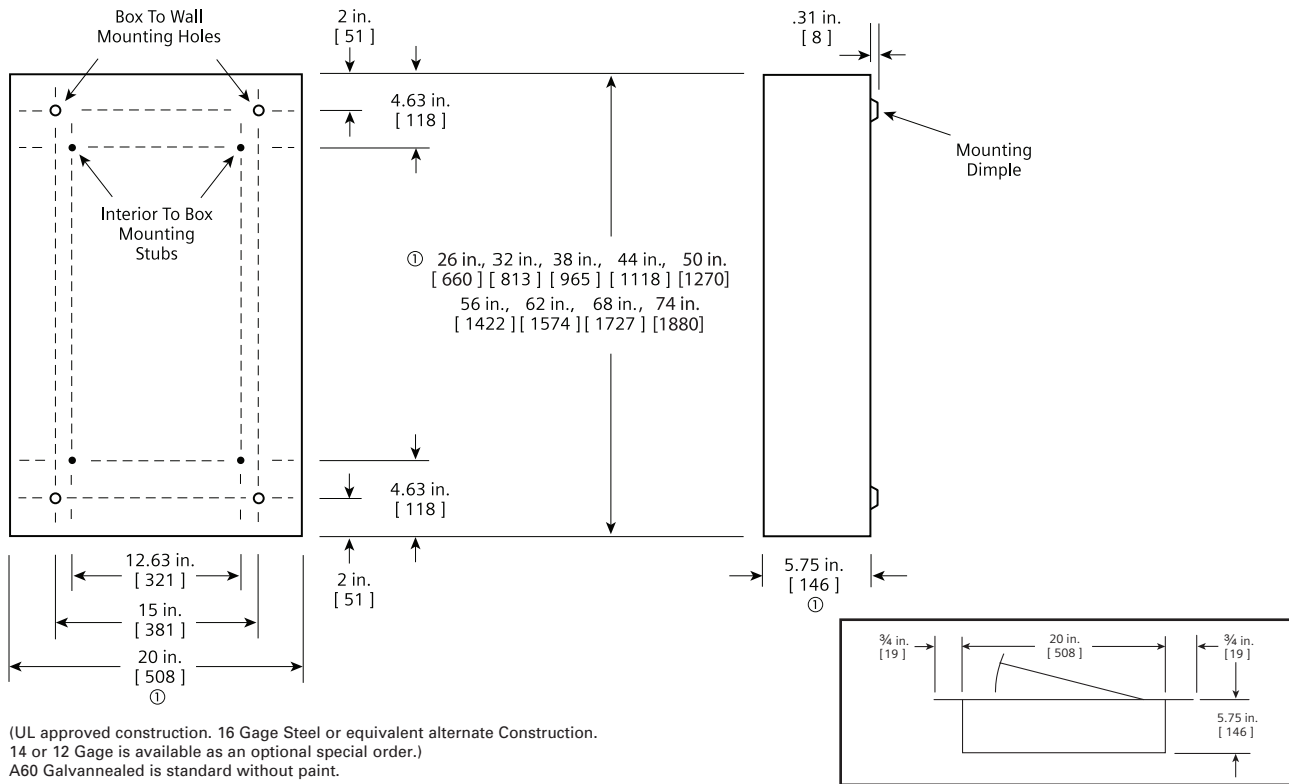 Box To Wall
Mounting Holes
2 in.
[ 51 ]
.31 in.
[ 8 ]
4.63 in.
[ 118 ]
Mounting
Dimple
Interior To Box
Mounting
Stubs
① 26 in., 32 in., 38 in., 44 in., 50 in.
[ 660 ] [ 813 ] [ 965 ] [ 1118 ] [1270]
56 in., 62 in., 68 in., 74 in.
[ 1422 ] [ 1574 ] [ 1727 ] [1880]
4.63 in.
[ 118 ]
12.63 in.
[ 321 ]
2 in.
[ 51 ]
5.75 in.
[ 146 ]
①
15 in.
[ 381 ]
20 in.
[ 508 ]
①
¾ in.
[19 ]
20 in.
[ 508 ]
¾ in.
[19 ]
5.75 in.
[ 146 ]
(UL approved construction. 16 Gage Steel or equivalent alternate Construction.
14 or 12 Gage is available as an optional special order.)
A60 Galvannealed is standard without paint.